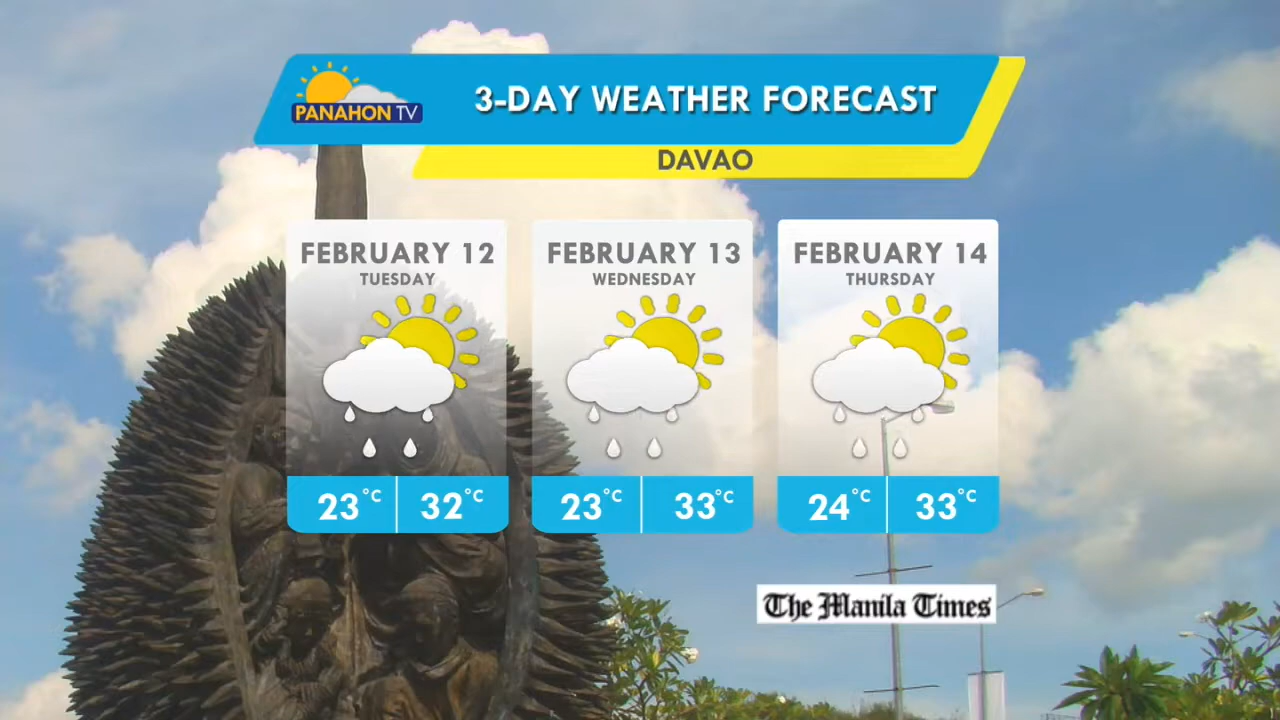 PANAHON TV
3-DAY WEATHER FORECAST
DAVAO
FEBRUARY 12
TUESDAY
23°C
32°C
FEBRUARY 13
WEDNESDAY
23°C
33°C
FEBRUARY 14
THURSDAY
24°C
33°C
The Manila Times